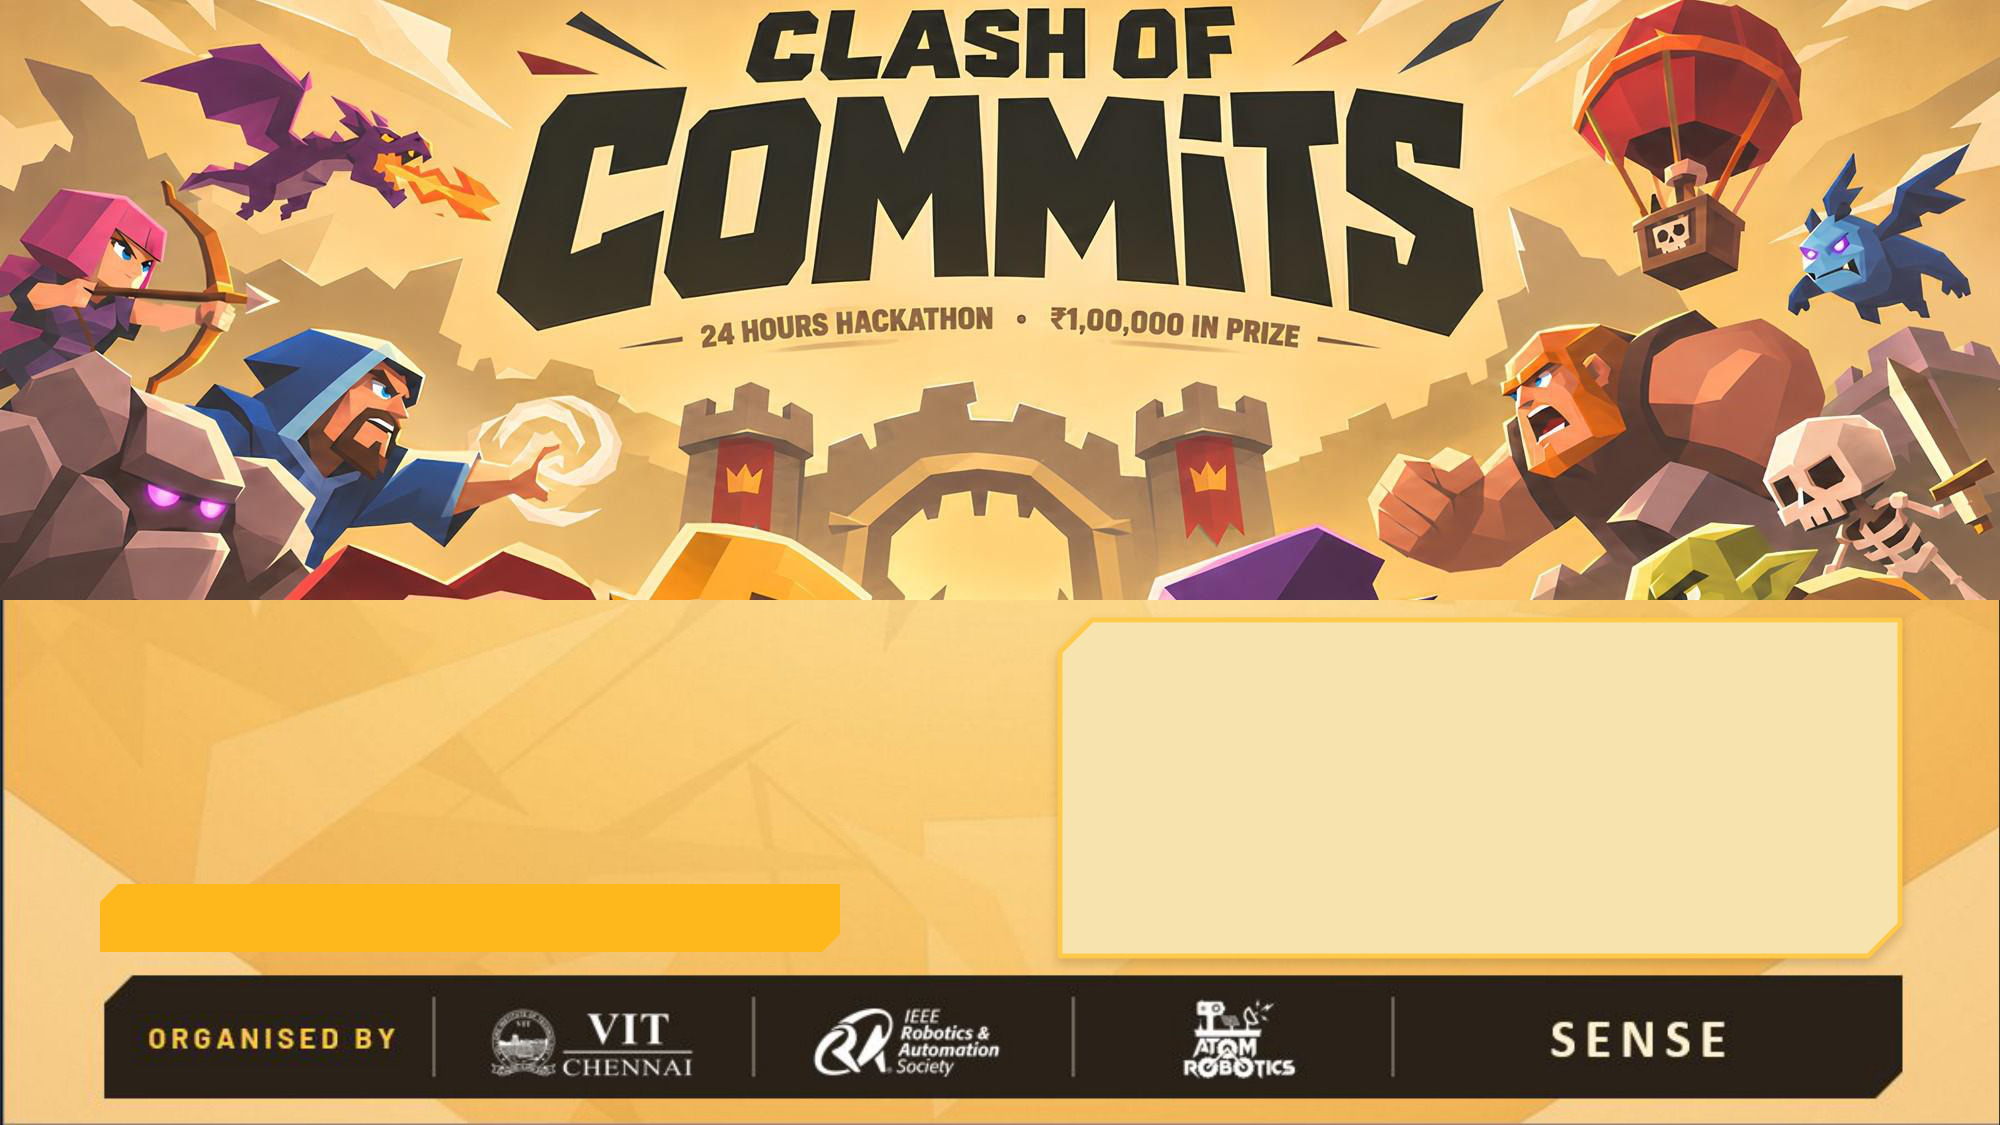 CLASH OF
COMMiTS
24 HOURS HACKATHON • ₹1,00,000 IN PRIZE
ORGANISED BY
VIT
CHENNAI
IEEE
Robotics &
Automation
Society
ATOM
ROBOTICS
SENSE